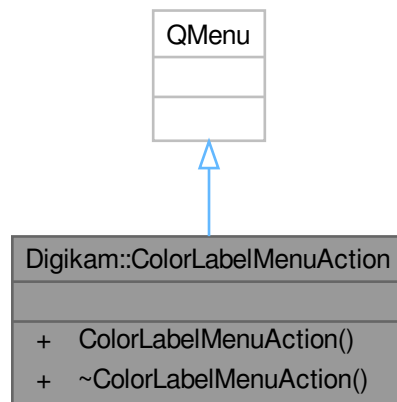 QMenu
Digikam::ColorLabelMenuAction
+ ColorLabelMenuAction()
+ ~ColorLabelMenuAction()